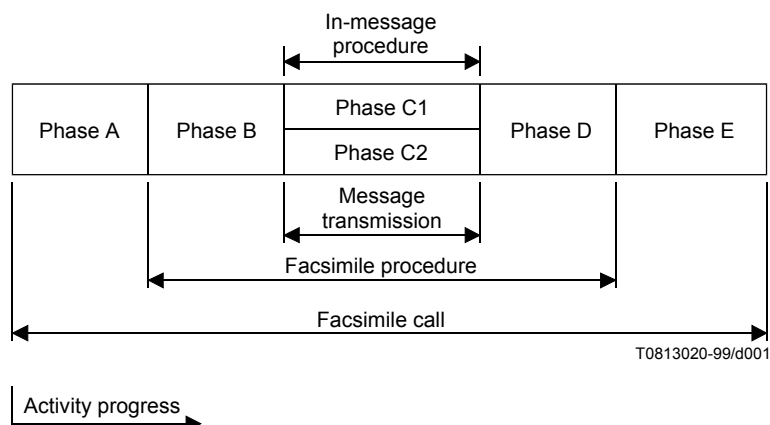 In-message
procedure
Phase A
Phase B
Phase C1
Phase C2
Phase D
Phase E
Message
transmission
Facsimile procedure
Facsimile call
T0813020-99/d001
Activity progress